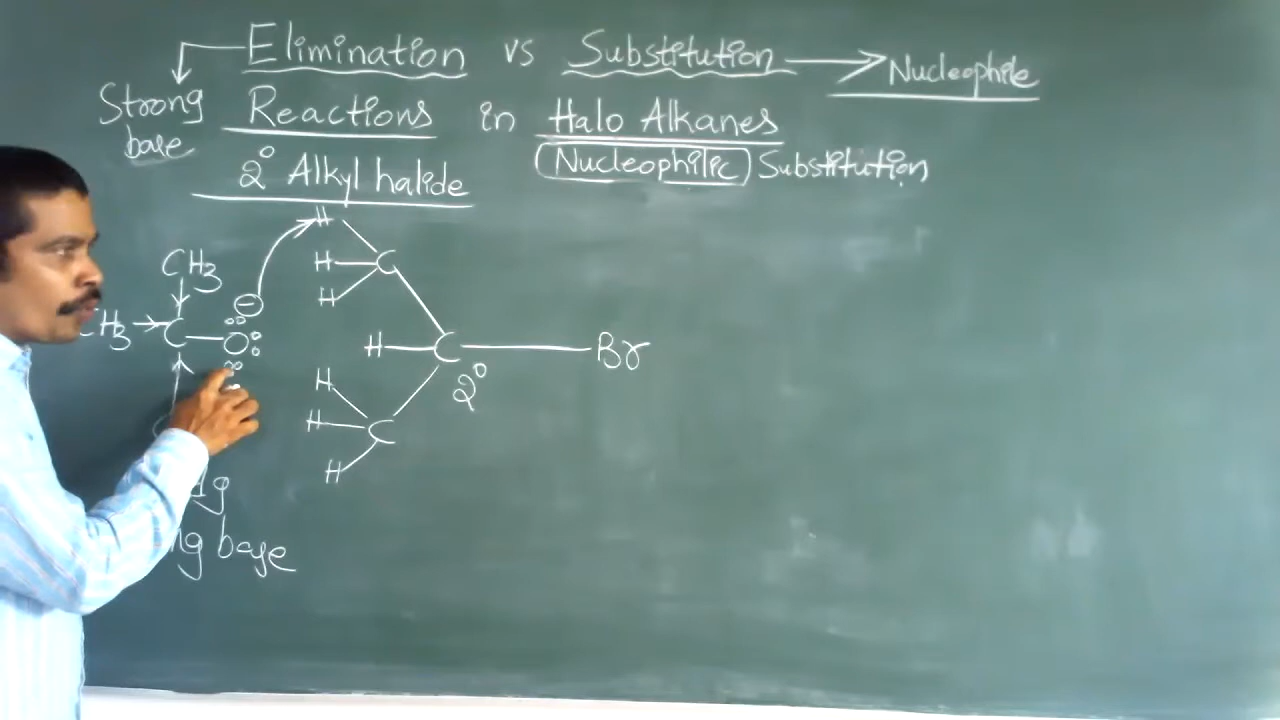 Elimination vs Substitution → Nucleophile
Strong base
Reactions in Halo Alkanes
(Nucleophilic) Substitution
2° Alkyl halide
H
H C
H
CH3
H3 C O ⊖
H C Br
2°
H
H C
H
base